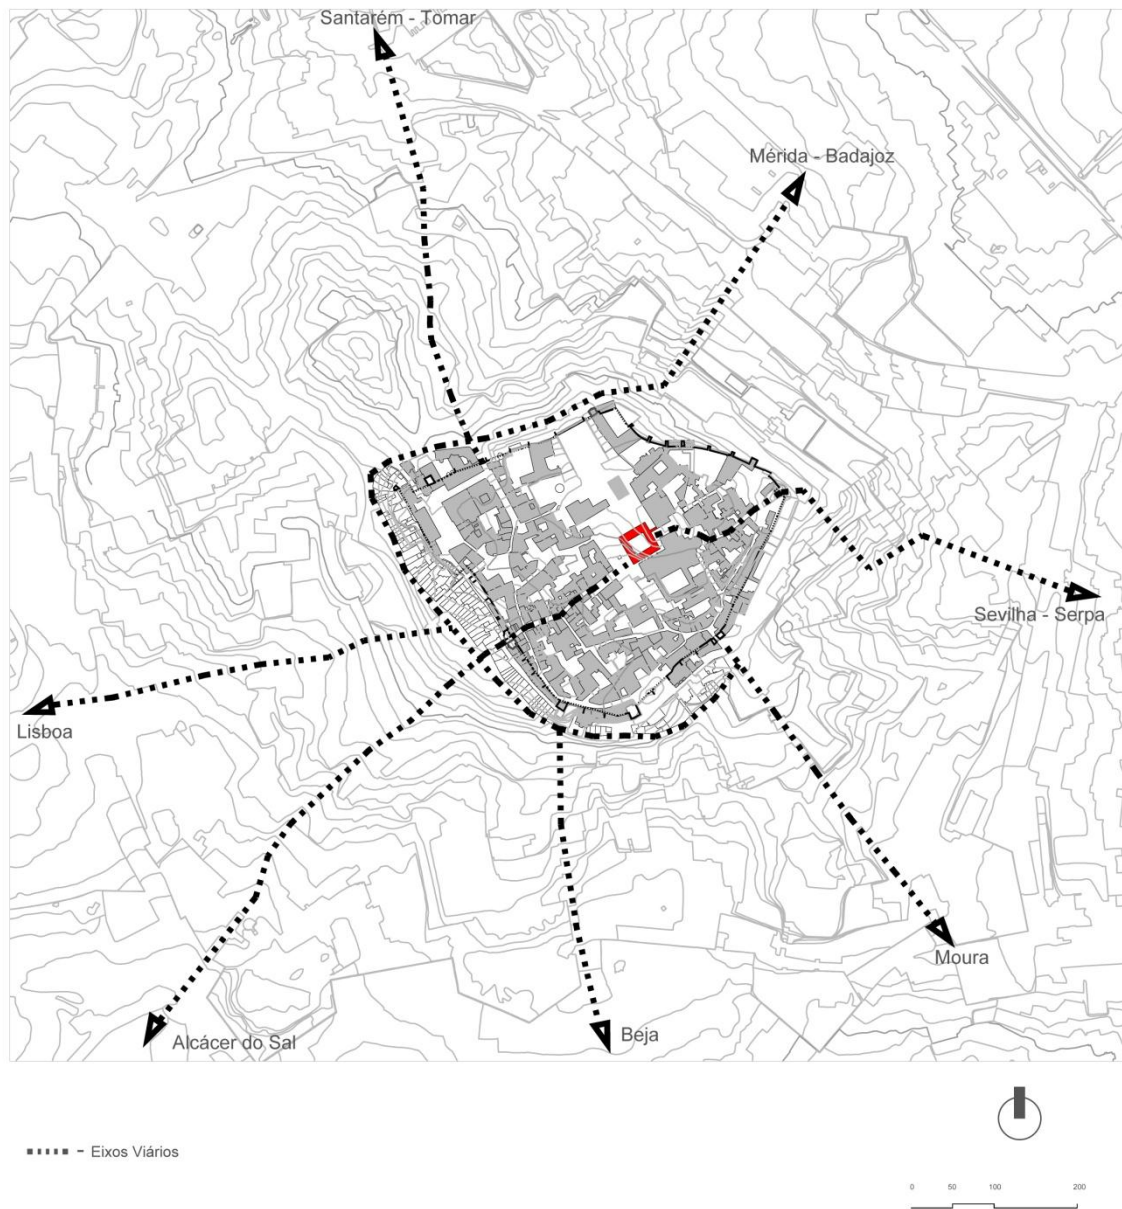 Santarém - Tomar
Mérida - Badajoz
Sevilha - Serpa
Lisboa
Moura
Beja
Alcácer do Sal
- Eixos Viários
0 50 100 200